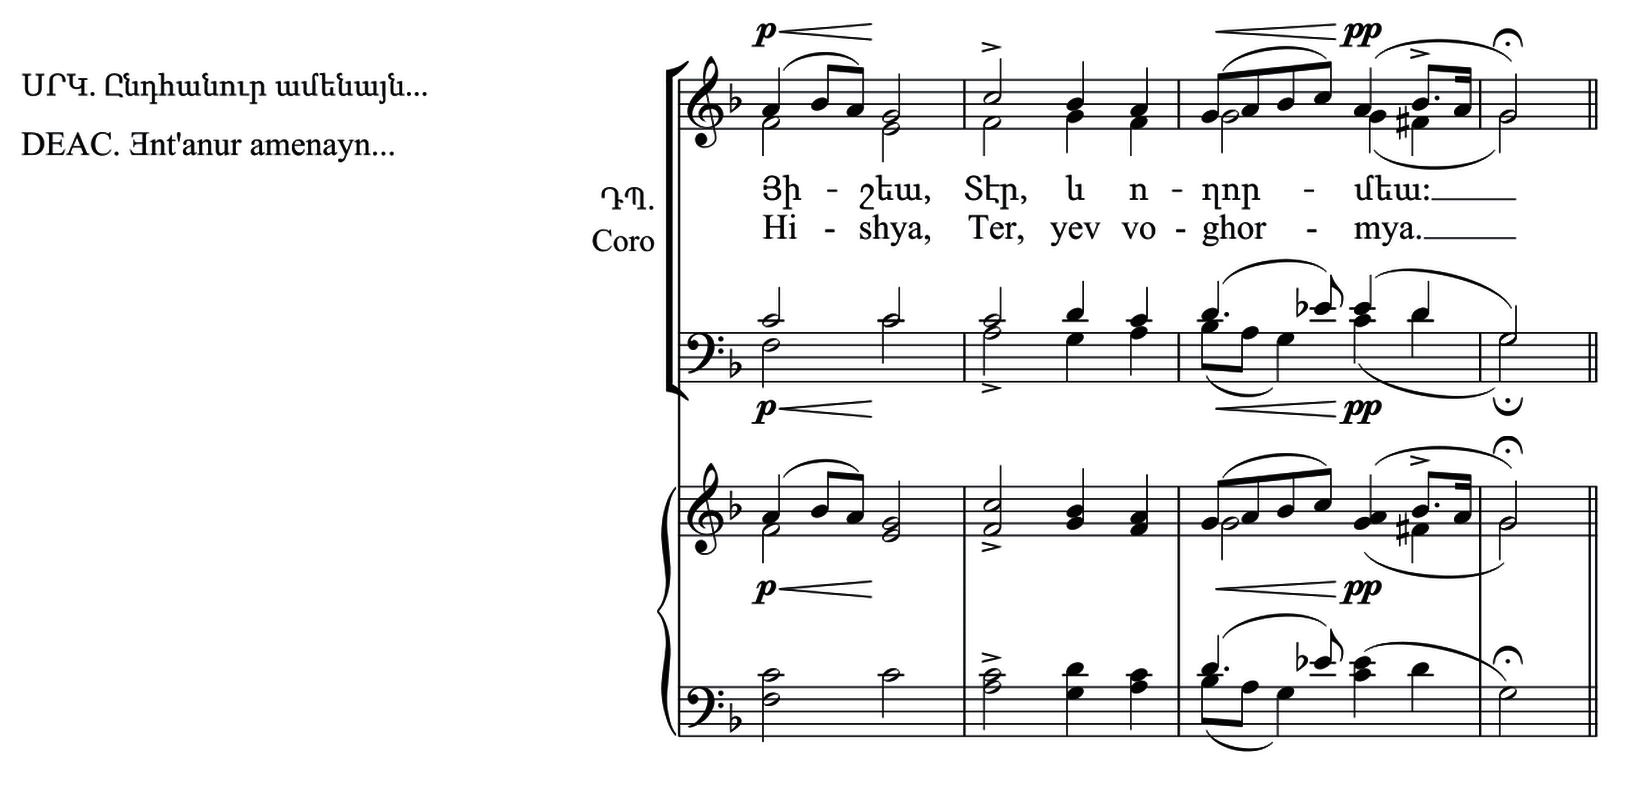 ՍՐԿ. Ընդհանուր ամենայն...
DEAC. Ǝnt'anur amenayn...
p pp
ԴՊ. Յի - շեա, Տէր, և ո - ղոր - մեա:
Coro Hi - shya, Ter, yev vo - ghor - mya.
p pp
p pp